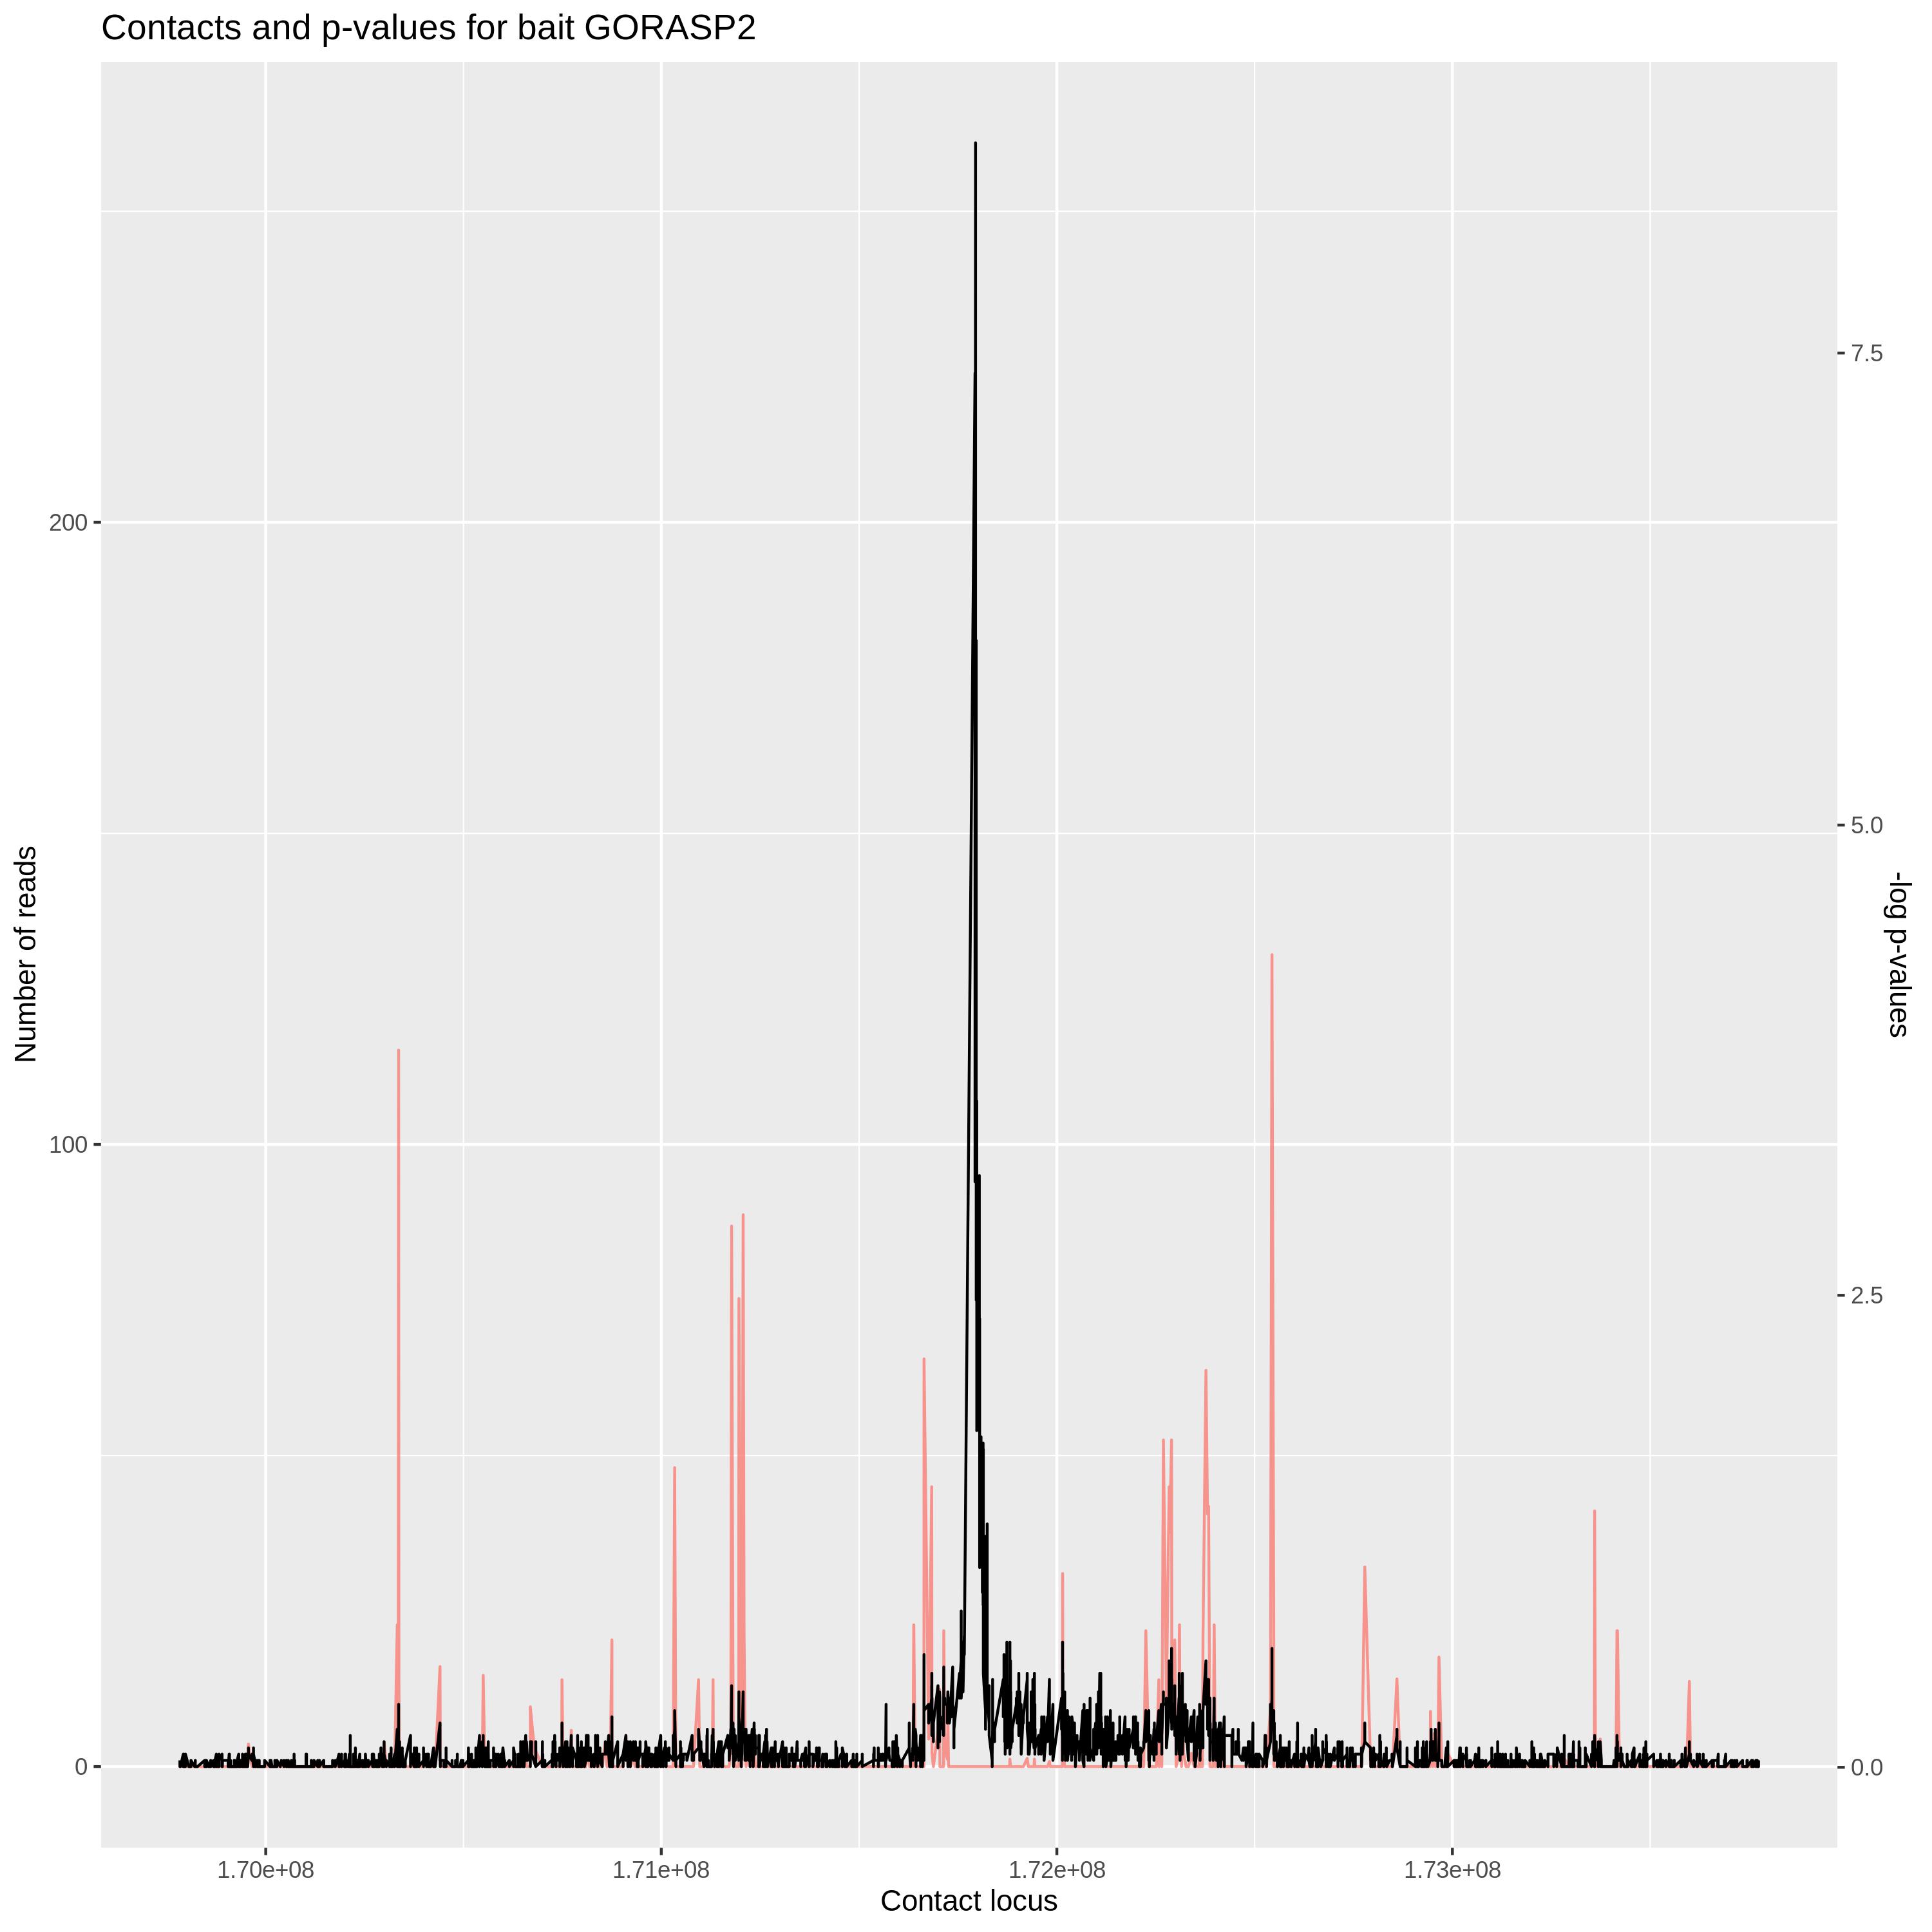 Contacts and p-values for bait GORASP2
Number of reads
200
100
0
7.5
5.0
2.5
0.0
-log p-values
1.70e+08
1.71e+08
1.72e+08
1.73e+08
Contact locus